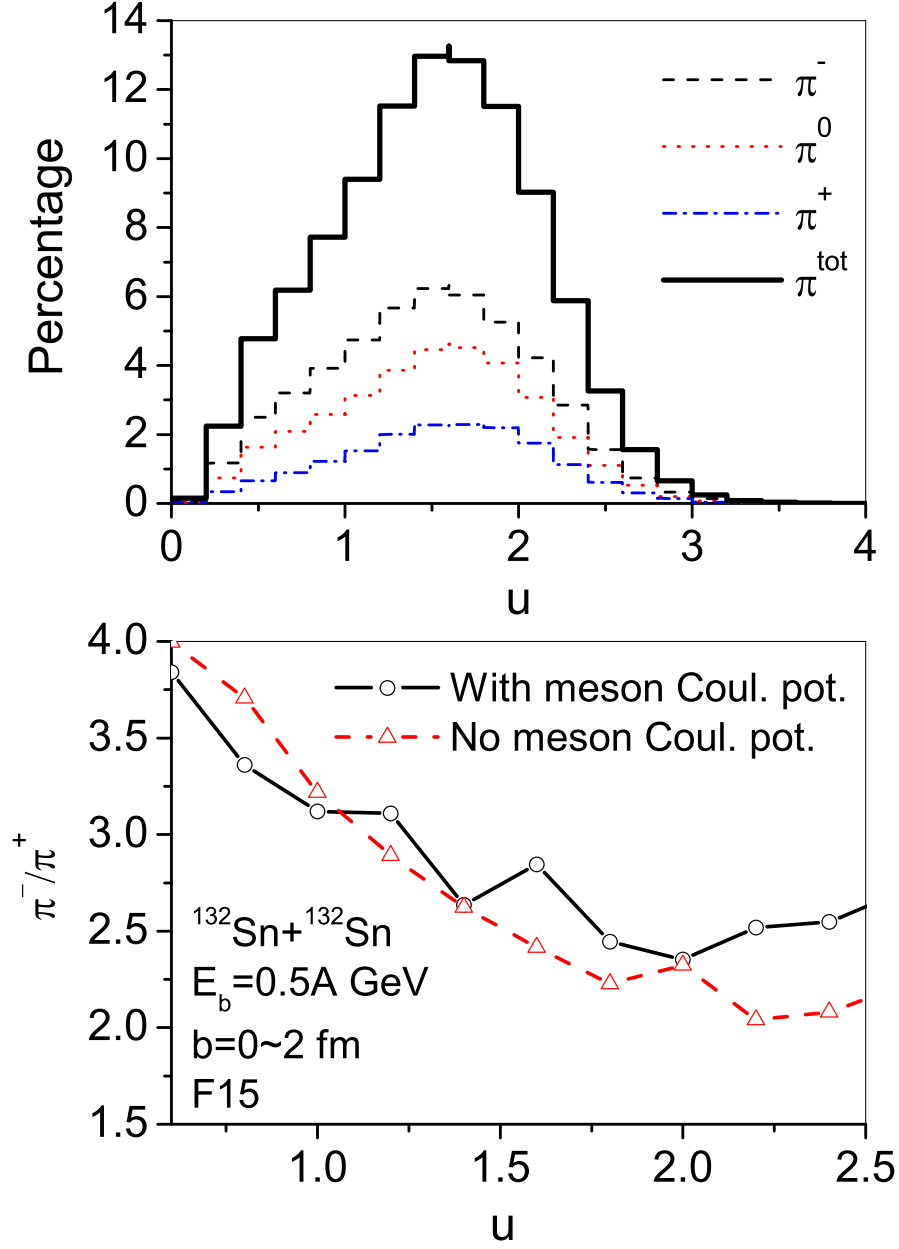 14
12
10
8
6
4
2
0
Percentage
π⁻
π⁰
π⁺
πᵗᵒᵗ
0 1 2 3 4
u
4.0
3.5
3.0
2.5
2.0
1.5
π⁻/π⁺
With meson Coul. pot.
No meson Coul. pot.
¹³²Sn+¹³²Sn
E_b=0.5A GeV
b=0~2 fm
F15
1.0 1.5 2.0 2.5
u